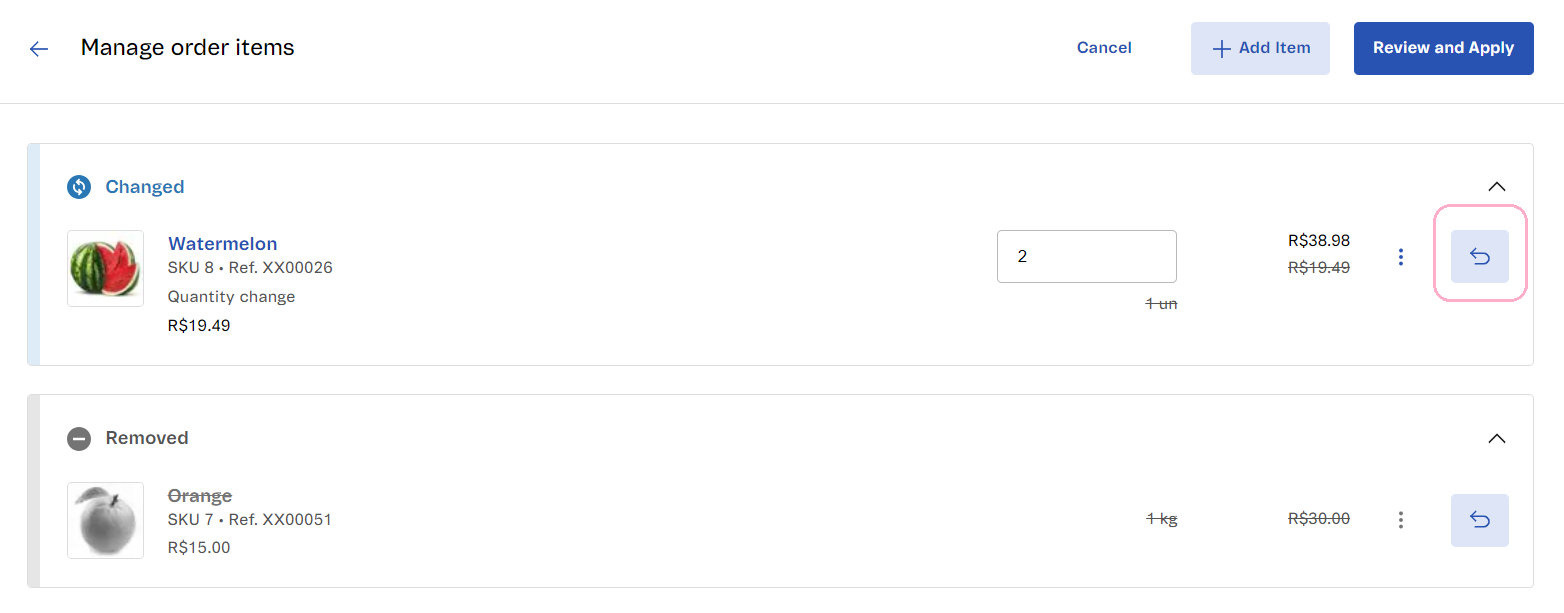 Manage order items
Cancel
Add Item
Review and Apply
Changed
Watermelon
SKU 8 • Ref. XX00026
Quantity change
R$19.49
2
1 un
R$38.98
R$19.49
Removed
Orange
SKU 7 • Ref. XX00051
R$15.00
1 kg
R$30.00